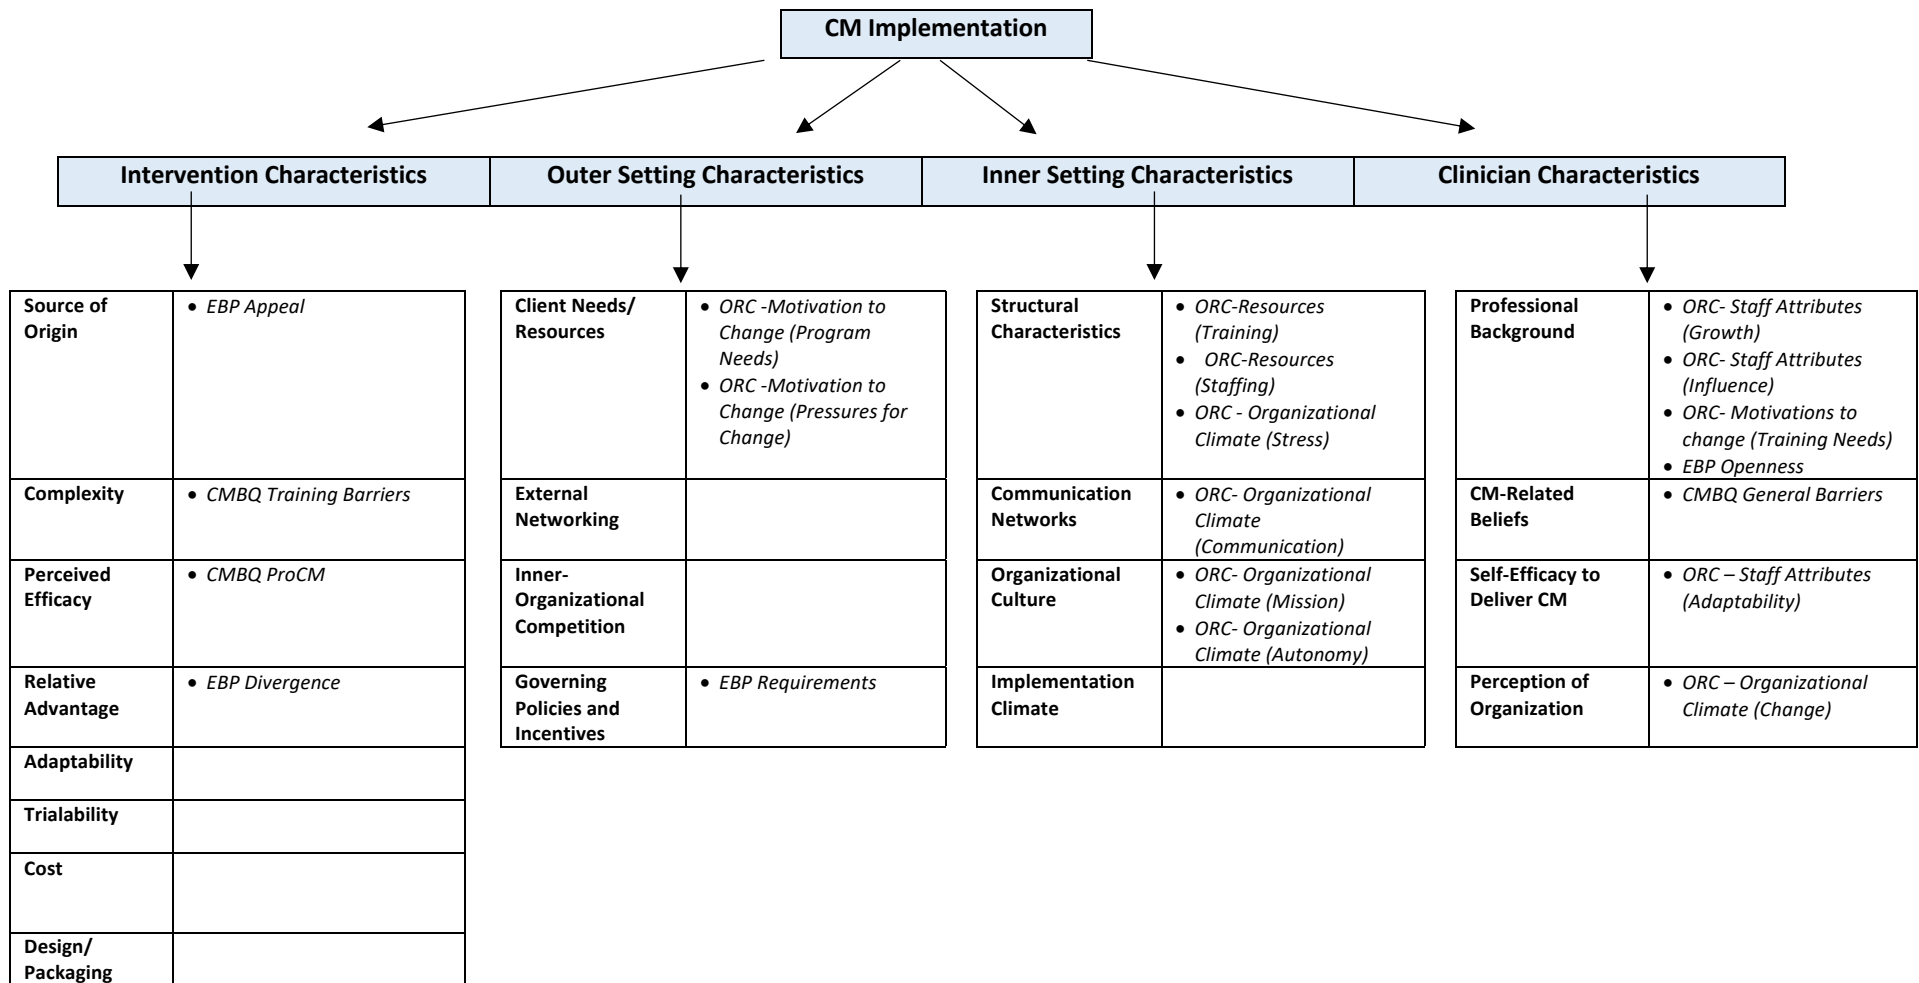 CM Implementation
Intervention Characteristics
Outer Setting Characteristics
Inner Setting Characteristics
Clinician Characteristics
Source of
Origin
• EBP Appeal
Complexity
• CMBQ Training Barriers
Perceived
Efficacy
• CMBQ ProCM
Relative
Advantage
• EBP Divergence
Adaptability
Trialability
Cost
Design/
Packaging
Client Needs/
Resources
• ORC -Motivation to
Change (Program
Needs)
• ORC -Motivation to
Change (Pressures for
Change)
External
Networking
Inner-
Organizational
Competition
Governing
Policies and
Incentives
• EBP Requirements
Structural
Characteristics
• ORC-Resources
(Training)
• ORC-Resources
(Staffing)
• ORC - Organizational
Climate (Stress)
Communication
Networks
• ORC- Organizational
Climate
(Communication)
Organizational
Culture
• ORC- Organizational
Climate (Mission)
• ORC- Organizational
Climate (Autonomy)
Implementation
Climate
Professional
Background
• ORC- Staff Attributes
(Growth)
• ORC- Staff Attributes
(Influence)
• ORC- Motivations to
change (Training Needs)
• EBP Openness
CM-Related
Beliefs
• CMBQ General Barriers
Self-Efficacy to
Deliver CM
• ORC – Staff Attributes
(Adaptability)
Perception of
Organization
• ORC – Organizational
Climate (Change)